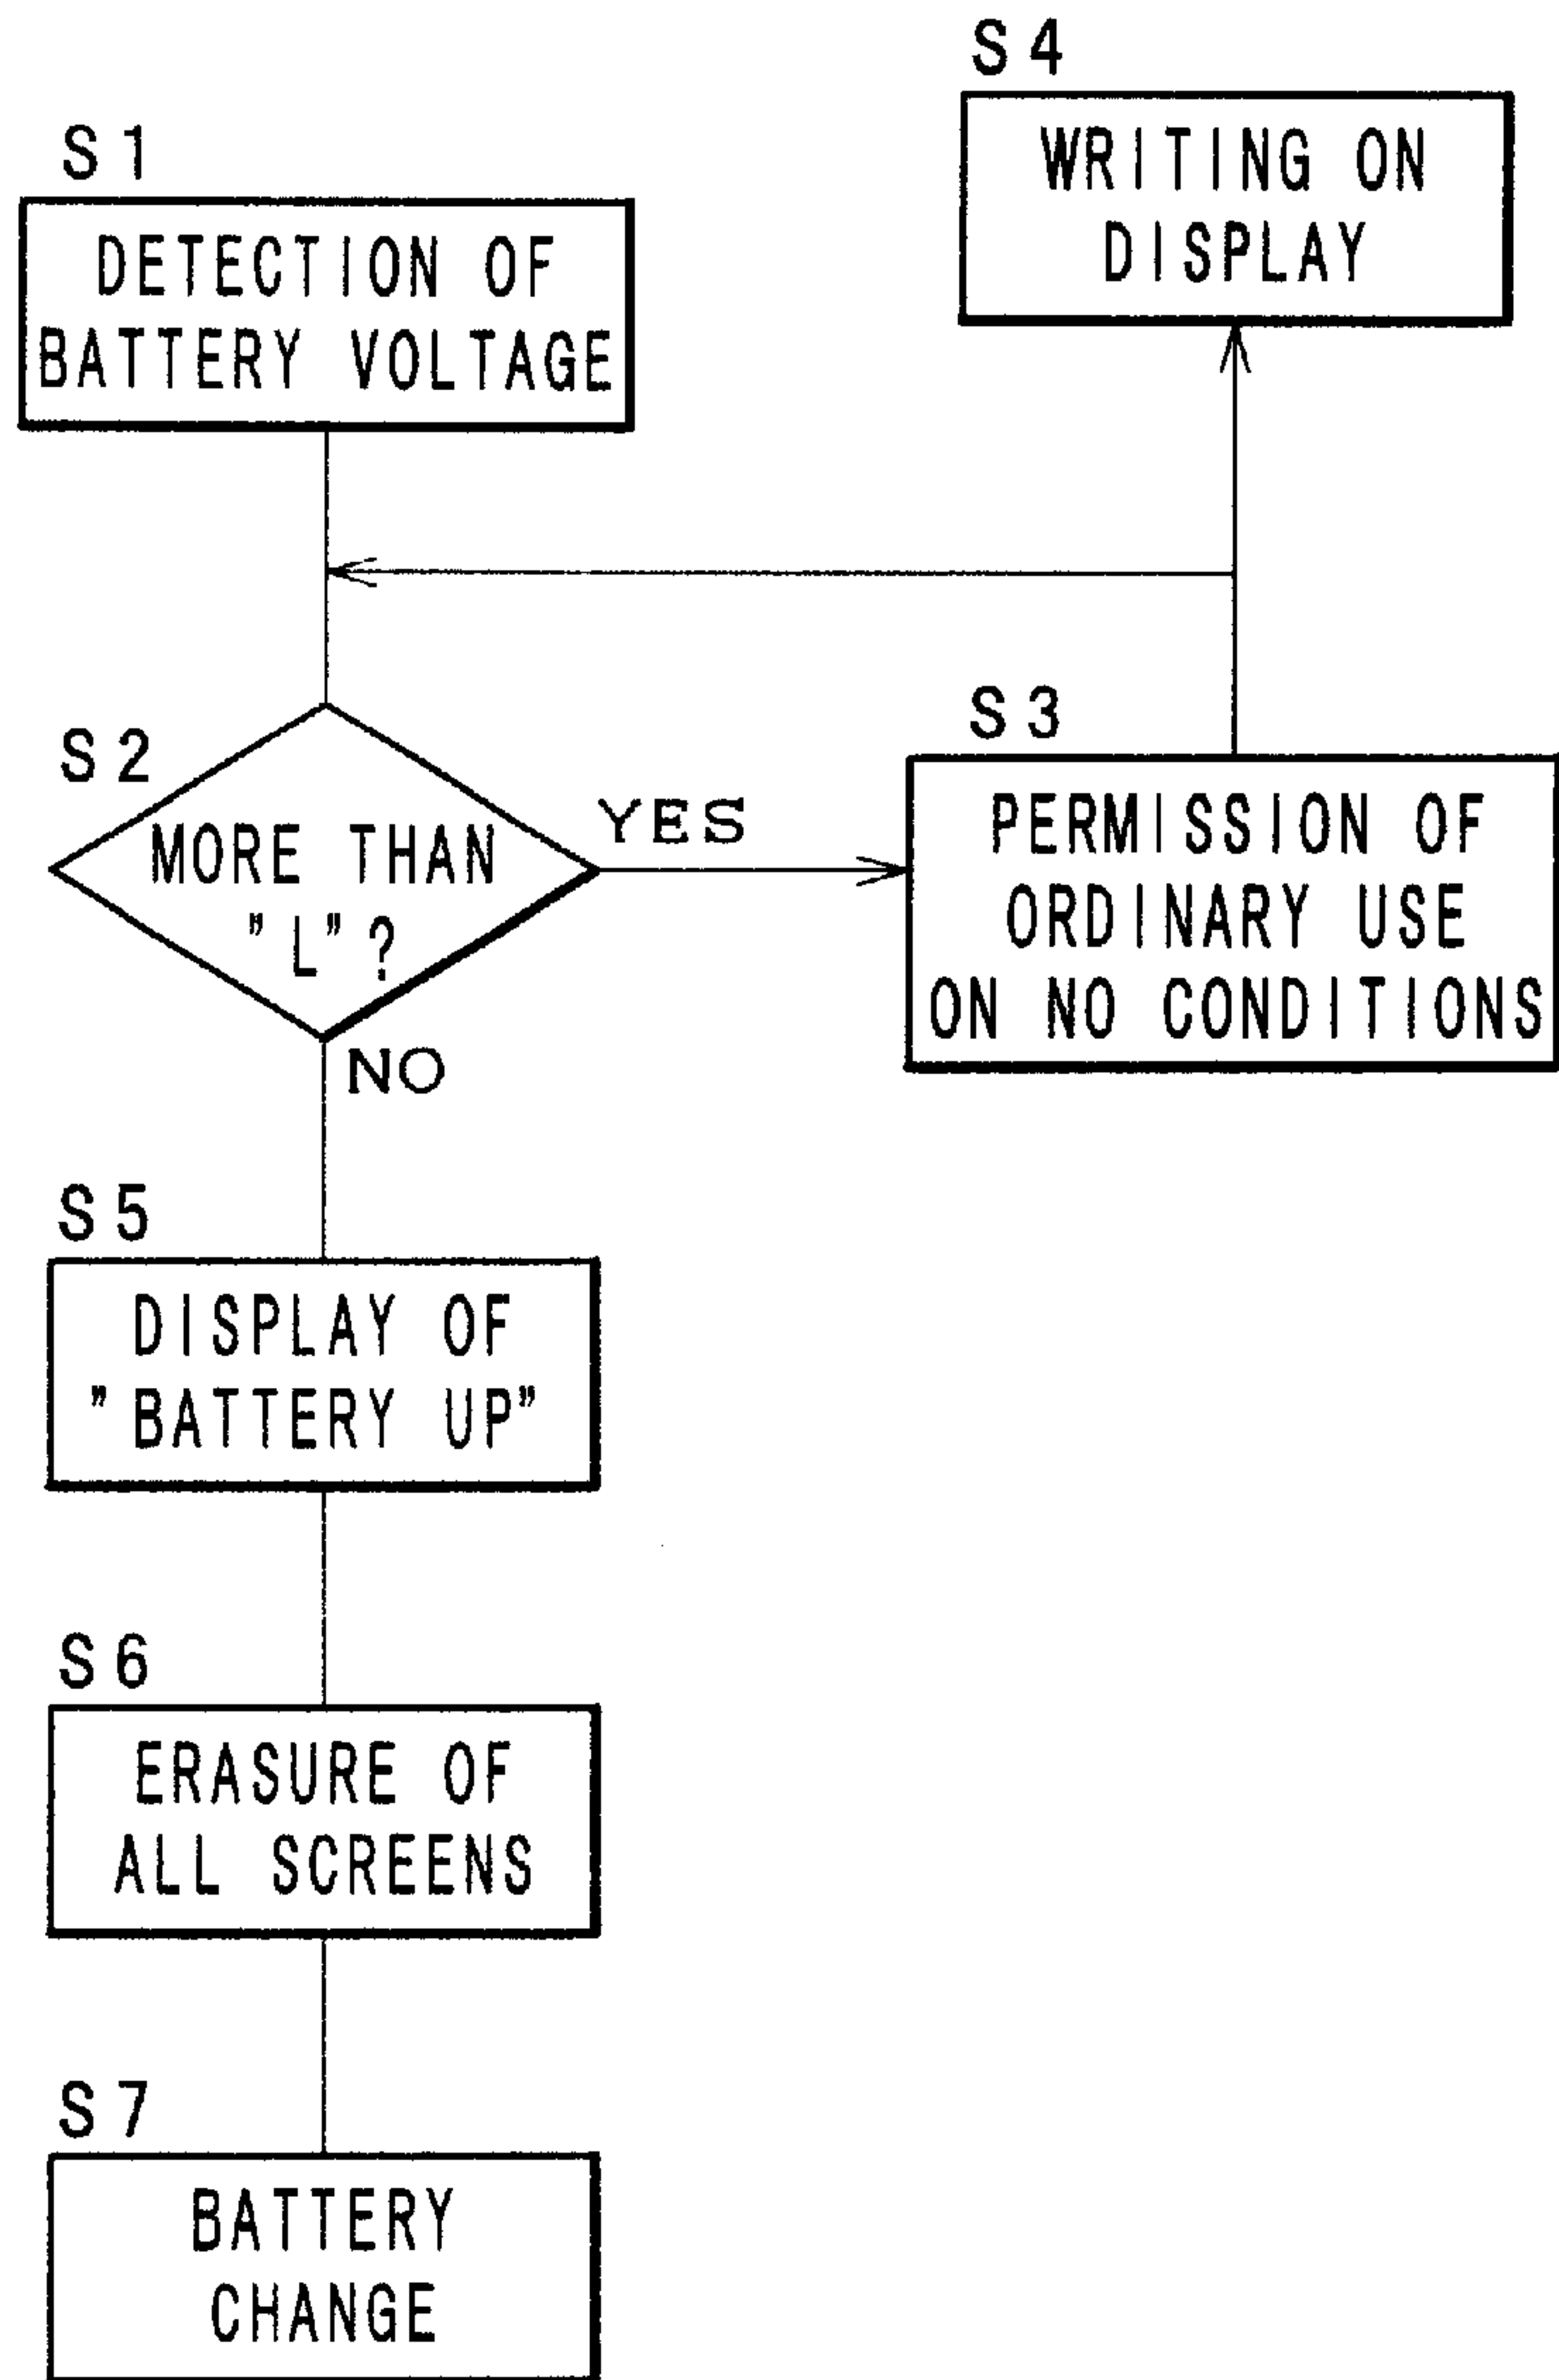 S4
WRITING ON
DISPLAY
S1
DETECTION OF
BATTERY VOLTAGE
S2
MORE THAN
"L"?
YES
NO
S3
PERMISSION OF
ORDINARY USE
ON NO CONDITIONS
S5
DISPLAY OF
"BATTERY UP"
S6
ERASURE OF
ALL SCREENS
S7
BATTERY
CHANGE